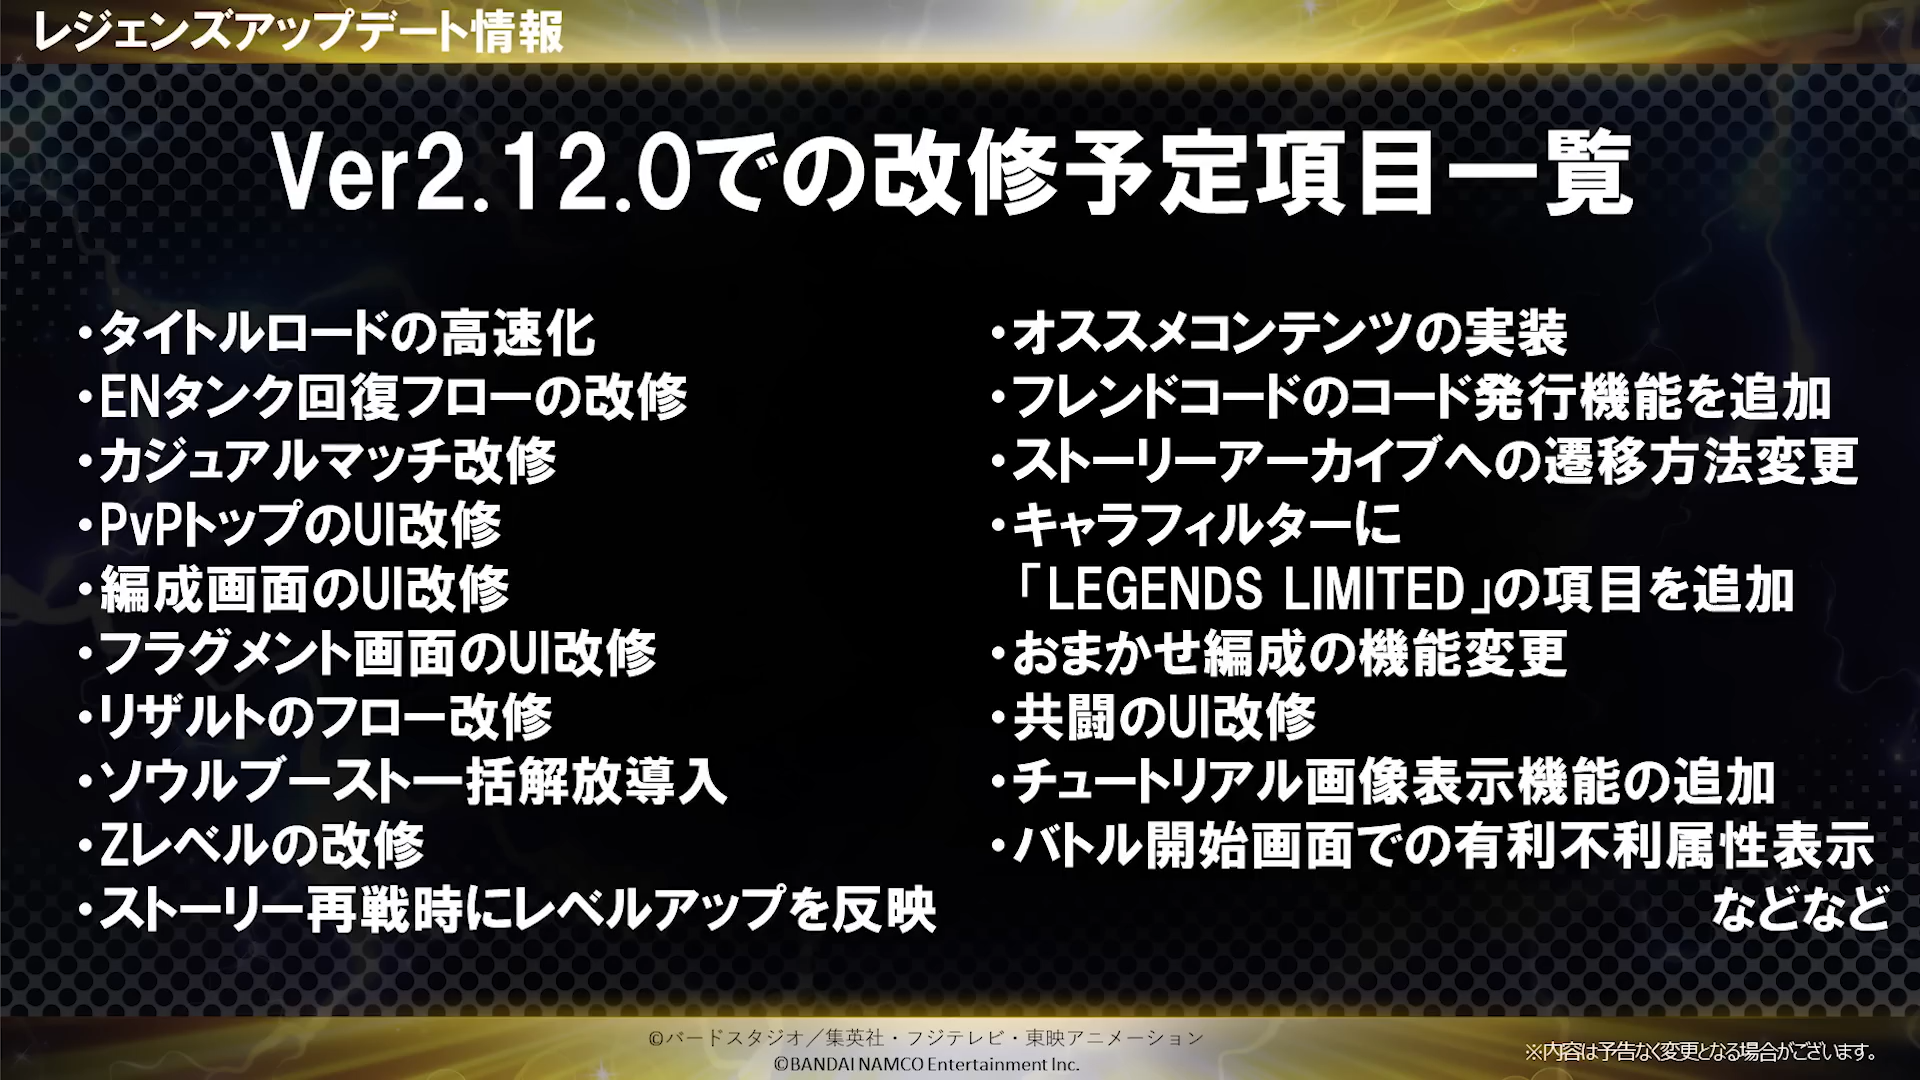 レジェンズアップデート情報
Ver2.12.0での改修予定項目一覧
・タイトルロードの高速化
・ENタンク回復フローの改修
・カジュアルマッチ改修
・PvPトップのUI改修
・編成画面のUI改修
・フラグメント画面のUI改修
・リザルトのフロー改修
・ソウルブースト一括解放導入
・Zレベルの改修
・ストーリー再戦時にレベルアップを反映
・オススメコンテンツの実装
・フレンドコードのコード発行機能を追加
・ストーリーアーカイブへの遷移方法変更
・キャラフィルターに
「LEGENDS LIMITED」の項目を追加
・おまかせ編成の機能変更
・共闘のUI改修
・チュートリアル画像表示機能の追加
・バトル開始画面での有利不利属性表示
などなど
©バードスタジオ／集英社・フジテレビ・東映アニメーション
©BANDAI NAMCO Entertainment Inc.
※内容は予告なく変更となる場合がございます。